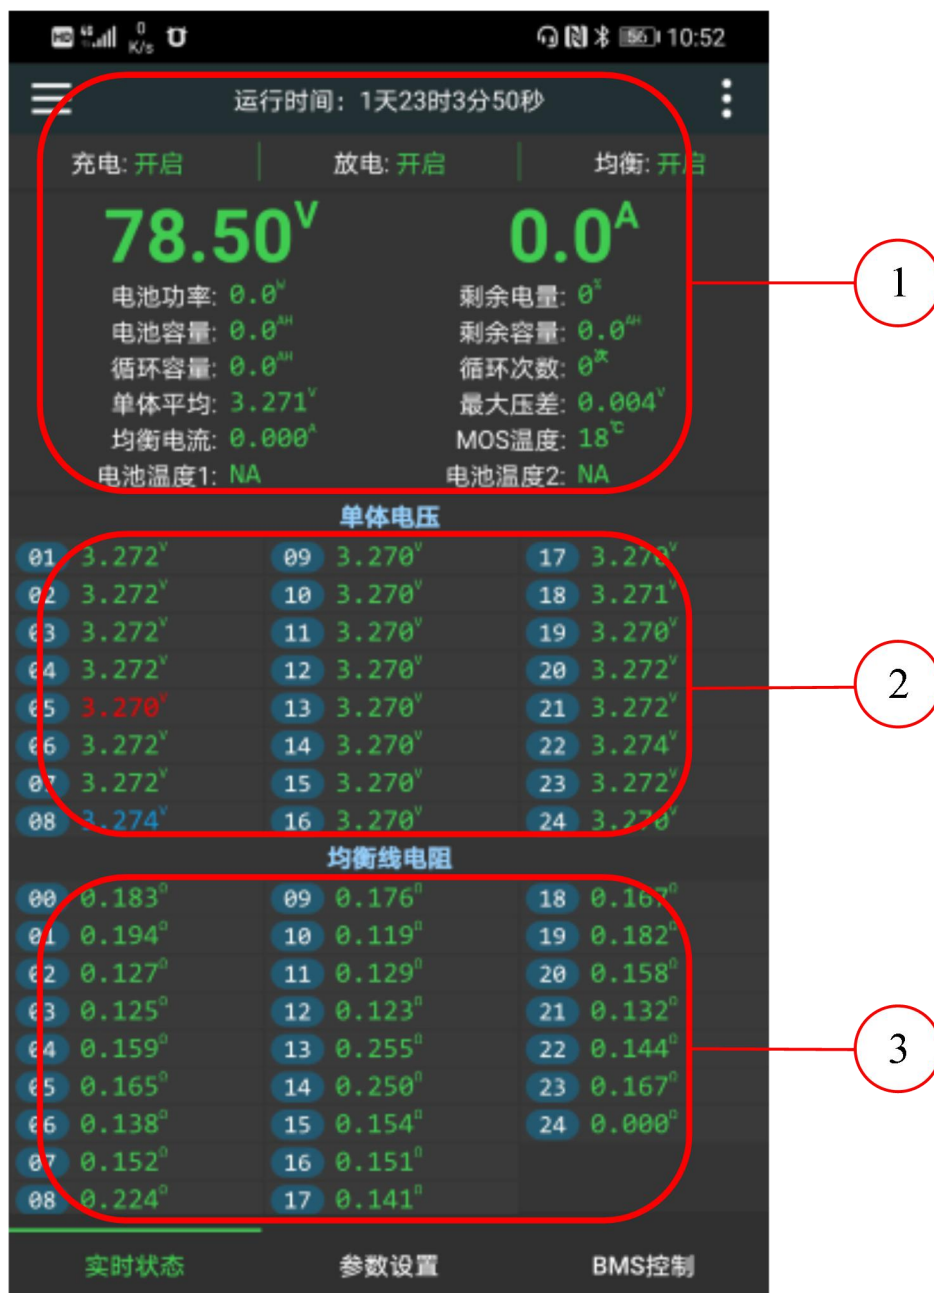 HD 4G 0 K/s 56 10:52
运行时间: 1天23时3分50秒
充电: 开启 放电: 开启 均衡: 开启
78.50V 0.0A
电池功率: 0.0W 剩余电量: 0%
电池容量: 0.0AH 剩余容量: 0.0AH
循环容量: 0.0AH 循环次数: 0次
单体平均: 3.271V 最大压差: 0.004V
均衡电流: 0.000A MOS温度: 18℃
电池温度1: NA 电池温度2: NA
1
单体电压
01 3.272V 09 3.270V 17 3.270V
02 3.272V 10 3.270V 18 3.271V
03 3.272V 11 3.270V 19 3.270V
04 3.272V 12 3.270V 20 3.272V
05 3.270V 13 3.270V 21 3.272V
06 3.272V 14 3.270V 22 3.274V
07 3.272V 15 3.270V 23 3.272V
08 3.274V 16 3.270V 24 3.270V
2
均衡线电阻
00 0.183Ω 09 0.176Ω 18 0.167Ω
01 0.194Ω 10 0.119Ω 19 0.182Ω
02 0.127Ω 11 0.129Ω 20 0.158Ω
03 0.125Ω 12 0.123Ω 21 0.132Ω
04 0.159Ω 13 0.255Ω 22 0.144Ω
05 0.165Ω 14 0.250Ω 23 0.167Ω
06 0.138Ω 15 0.154Ω 24 0.000Ω
07 0.152Ω 16 0.151Ω
08 0.224Ω 17 0.141Ω
3
实时状态 参数设置 BMS控制